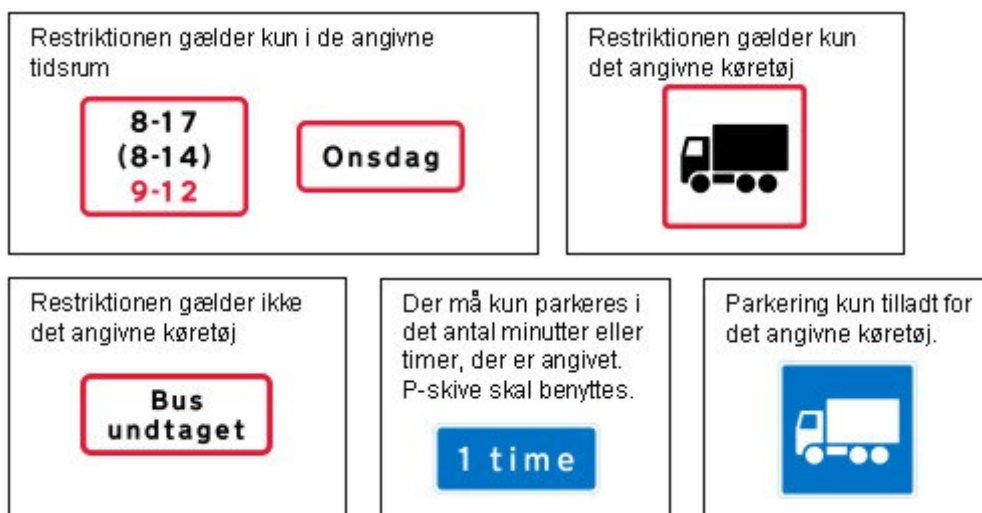 Restriktionen gælder kun i de angivne
tidsrum
8-17
(8-14)
9-12
Onsdag
Restriktionen gælder kun
det angivne køretøj
Restriktionen gælder ikke
det angivne køretøj
Bus
undtaget
Der må kun parkeres i
det antal minutter eller
timer, der er angivet.
P-skive skal benyttes.
1 time
Parkering kun tilladt for
det angivne køretøj.